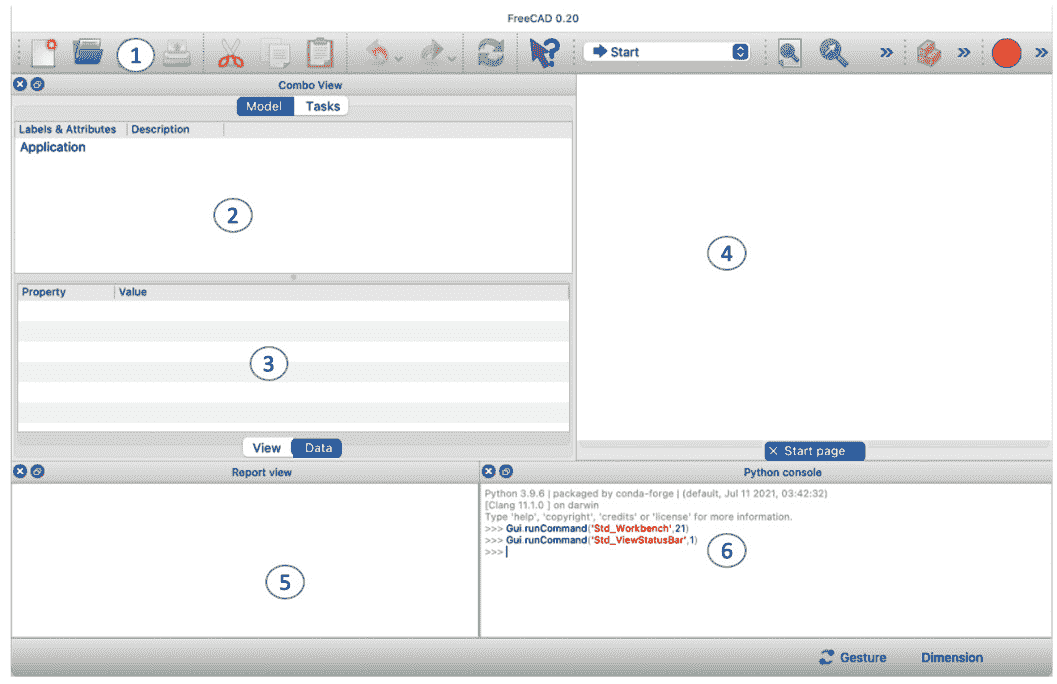 FreeCAD 0.20
1
Start
Combo View
Model Tasks
Labels & Attributes Description
Application
2
Property Value
3
View Data
4
× Start page
Report view
5
Python console
Python 3.9.6 | packaged by conda-forge | (default, Jul 11 2021, 03:42:32)
[Clang 11.1.0 ] on darwin
Type 'help', 'copyright', 'credits' or 'license' for more information.
>>> Gui.runCommand('Std_Workbench',21)
>>> Gui.runCommand('Std_ViewStatusBar',1)
>>>
6
Gesture Dimension